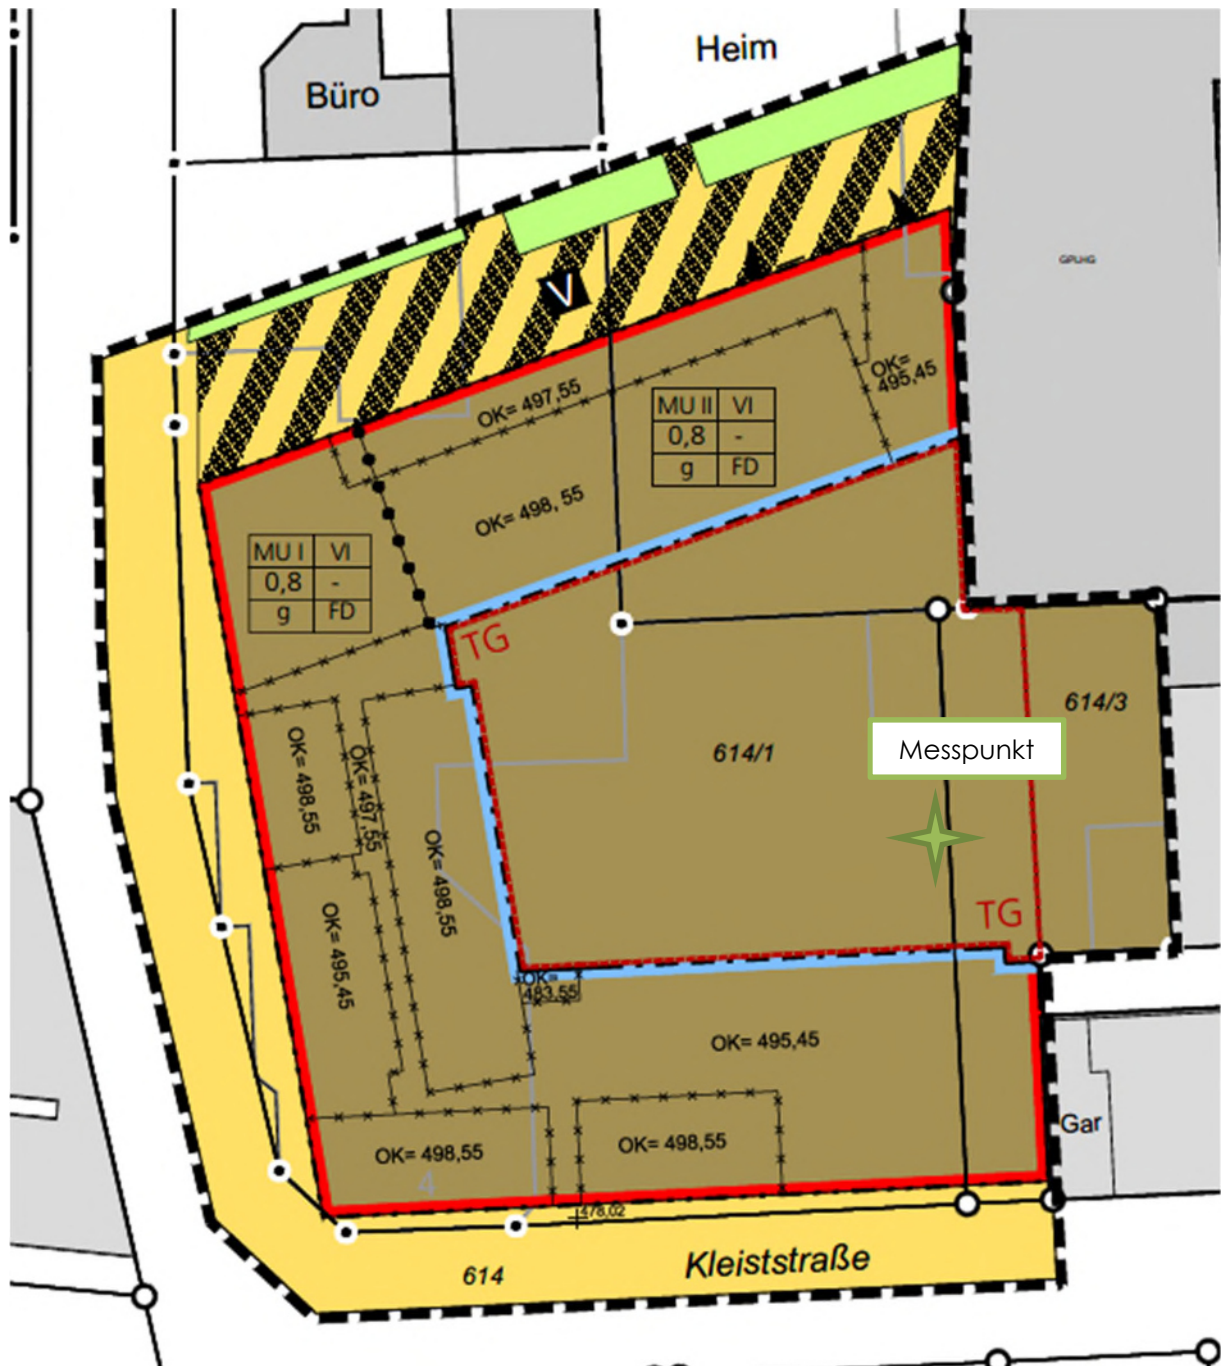 Heim
Büro
GPLHG
V
OK=
495,45
OK= 497,55
MU II VI
0,8 -
g FD
OK= 498, 55
MU I VI
0,8 -
g FD
TG
614/3
Messpunkt
614/1
OK= 498,55
OK= 497,55
OK= 498,55
OK= 495,45
TG
OK=
483,55
OK= 495,45
Gar
OK= 498,55
OK= 498,55
4
478,02
Kleiststraße
614